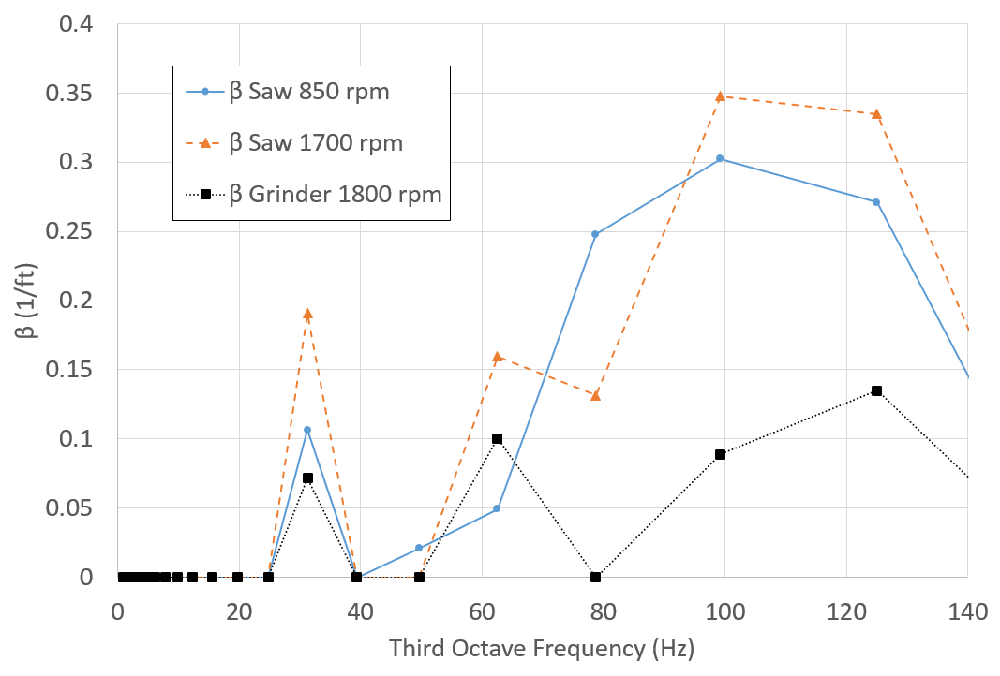 0.4
0.35
0.3
0.25
0.2
0.15
0.1
0.05
0
β (1/ft)
β Saw 850 rpm
β Saw 1700 rpm
β Grinder 1800 rpm
0 20 40 60 80 100 120 140
Third Octave Frequency (Hz)